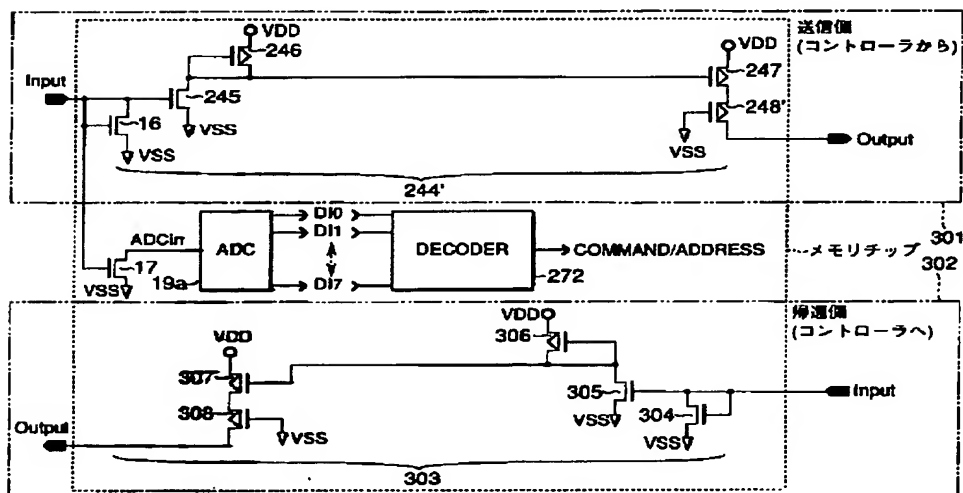 VDD
246
送信側
(コントローラから)
VDD
247
Input
245
VSS
16
VSS
248'
VSS
Output
244'
301
ADCin
ADC
DI0
DI1
DI7
DECODER
COMMAND/ADDRESS
メモリチップ
302
17
VSS
19a
272
帰還側
(コントローラへ)
VDD
306
VDD
307
305
Input
308
VSS
304
VSS
VSS
Output
303